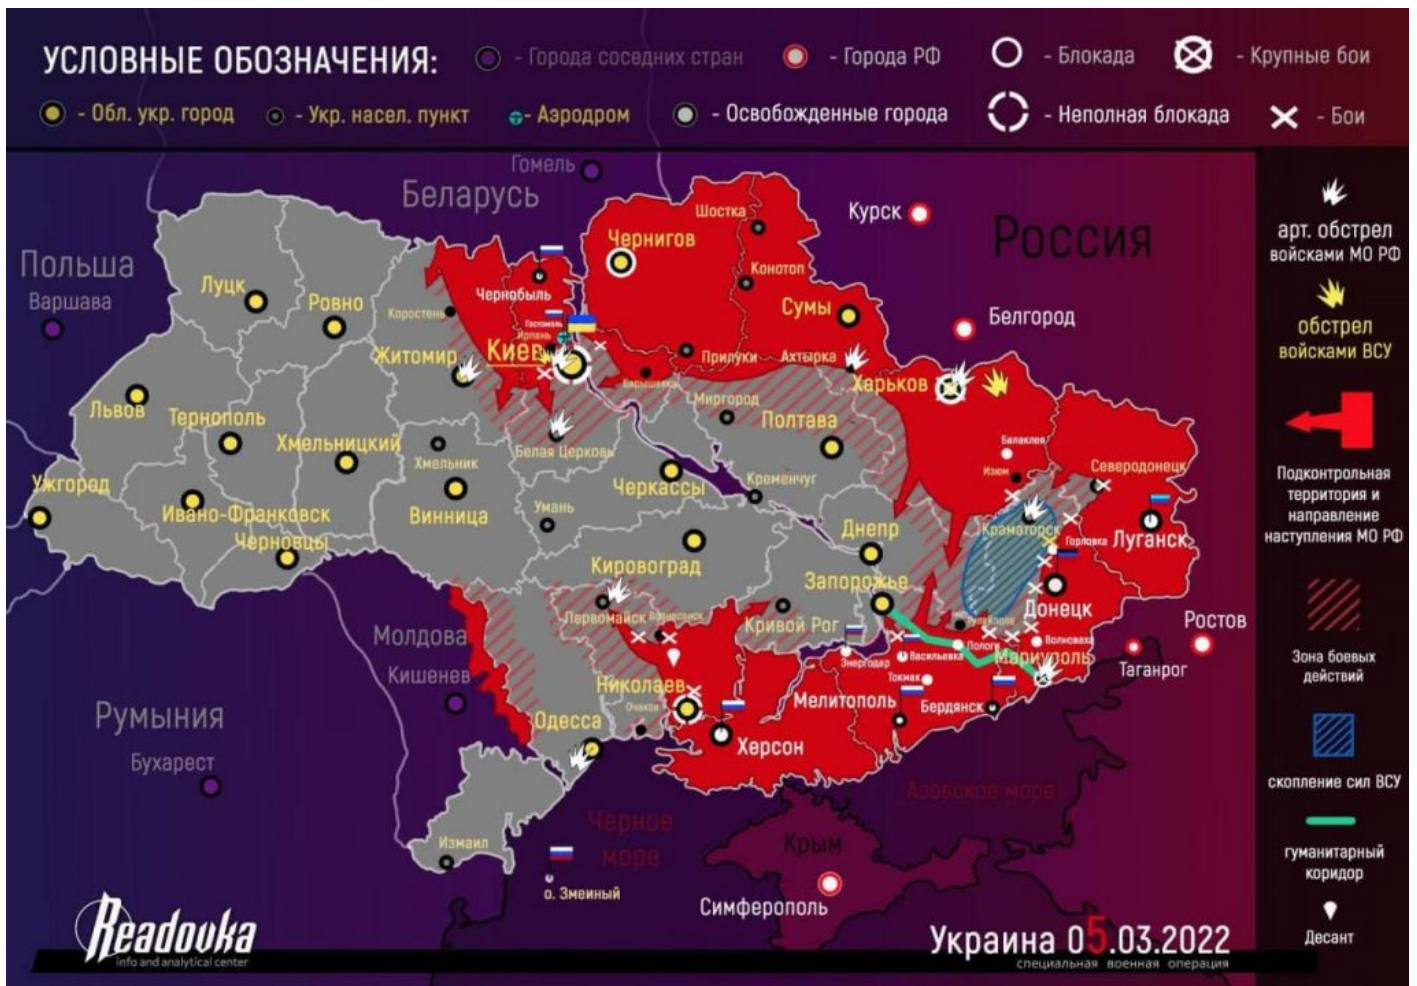 УСЛОВНЫЕ ОБОЗНАЧЕНИЯ:
- Города соседних стран
- Города РФ
- Блокада
- Крупные бои
- Обл. укр. город
- Укр. насел. пункт
- Аэродром
- Освобожденные города
- Неполная блокада
- Бои
Гомель
Беларусь
Курск
Россия
Польша
Варшава
Луцк
Ровно
Чернобыль
Чернигов
Шостка
Конотоп
Сумы
Белгород
Коростень
Гостомель
Ирпень
Киев
Житомир
Барышевка
Прилуки
Ахтырка
Харьков
Львов
Тернополь
Хмельницкий
Хмельник
Белая Церковь
Миргород
Полтава
Балаклея
Изюм
Северодонецк
Ужгород
Ивано-Франковск
Черновцы
Винница
Умань
Черкассы
Кременчуг
Днепр
Краматорск
Горловка
Луганск
Кировоград
Запорожье
Донецк
Первомайск
Кривой Рог
Энергодар
Васильевка
Пологи
Волноваха
Мариуполь
Токмак
Мелитополь
Бердянск
Таганрог
Ростов
Молдова
Кишенев
Николаев
Очаков
Одесса
Херсон
Румыния
Бухарест
Измаил
Черное
море
Азовское море
о. Змеиный
Крым
Симферополь
арт. обстрел
войсками МО РФ
обстрел
войсками ВСУ
Подконтрольная
территория и
направление
наступления МО РФ
Зона боевых
действий
скопление сил ВСУ
гуманитарный
коридор
Десант
Readovka
info and analytical center
Украина 05.03.2022
специальная военная операция